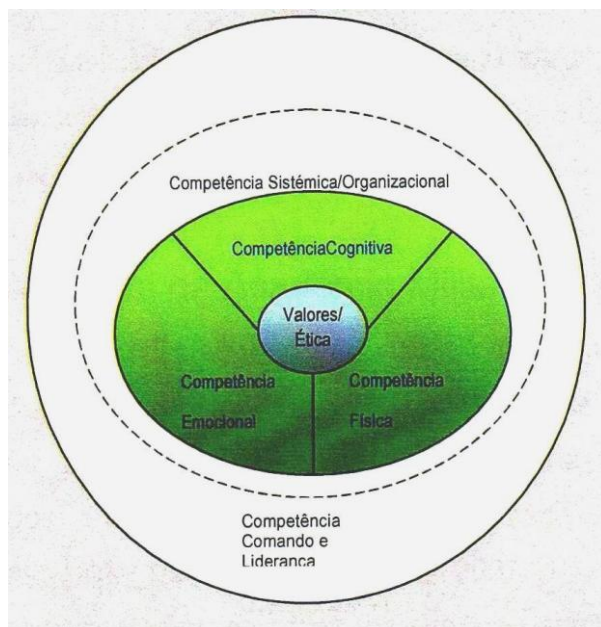 Competência Sistémica/Organizacional
CompetênciaCognitiva
Valores/
Ética
Competência
Emocional
Competência
Física
Competência
Comando e
Liderança